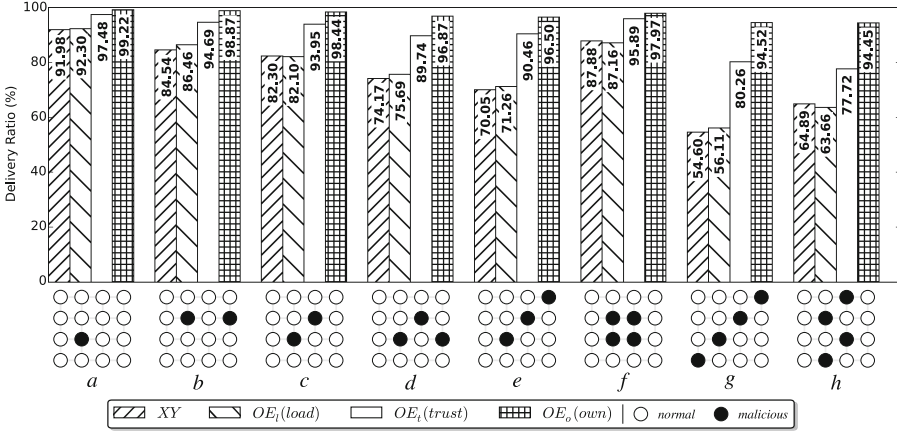 100
80
60
40
20
0
Delivery Ratio (%)
91.98 92.30 97.48 99.22
84.54 86.46 94.69 98.87
82.30 82.10 93.95 98.44
74.17 75.69 89.74 96.87
70.05 71.26 90.46 96.50
87.88 87.16 95.89 97.97
54.60 56.11 80.26 94.52
64.89 63.66 77.72 94.45
a b c d e f g h
XY OEₗ(load) OEₜ(trust) OEₒ(own) normal malicious